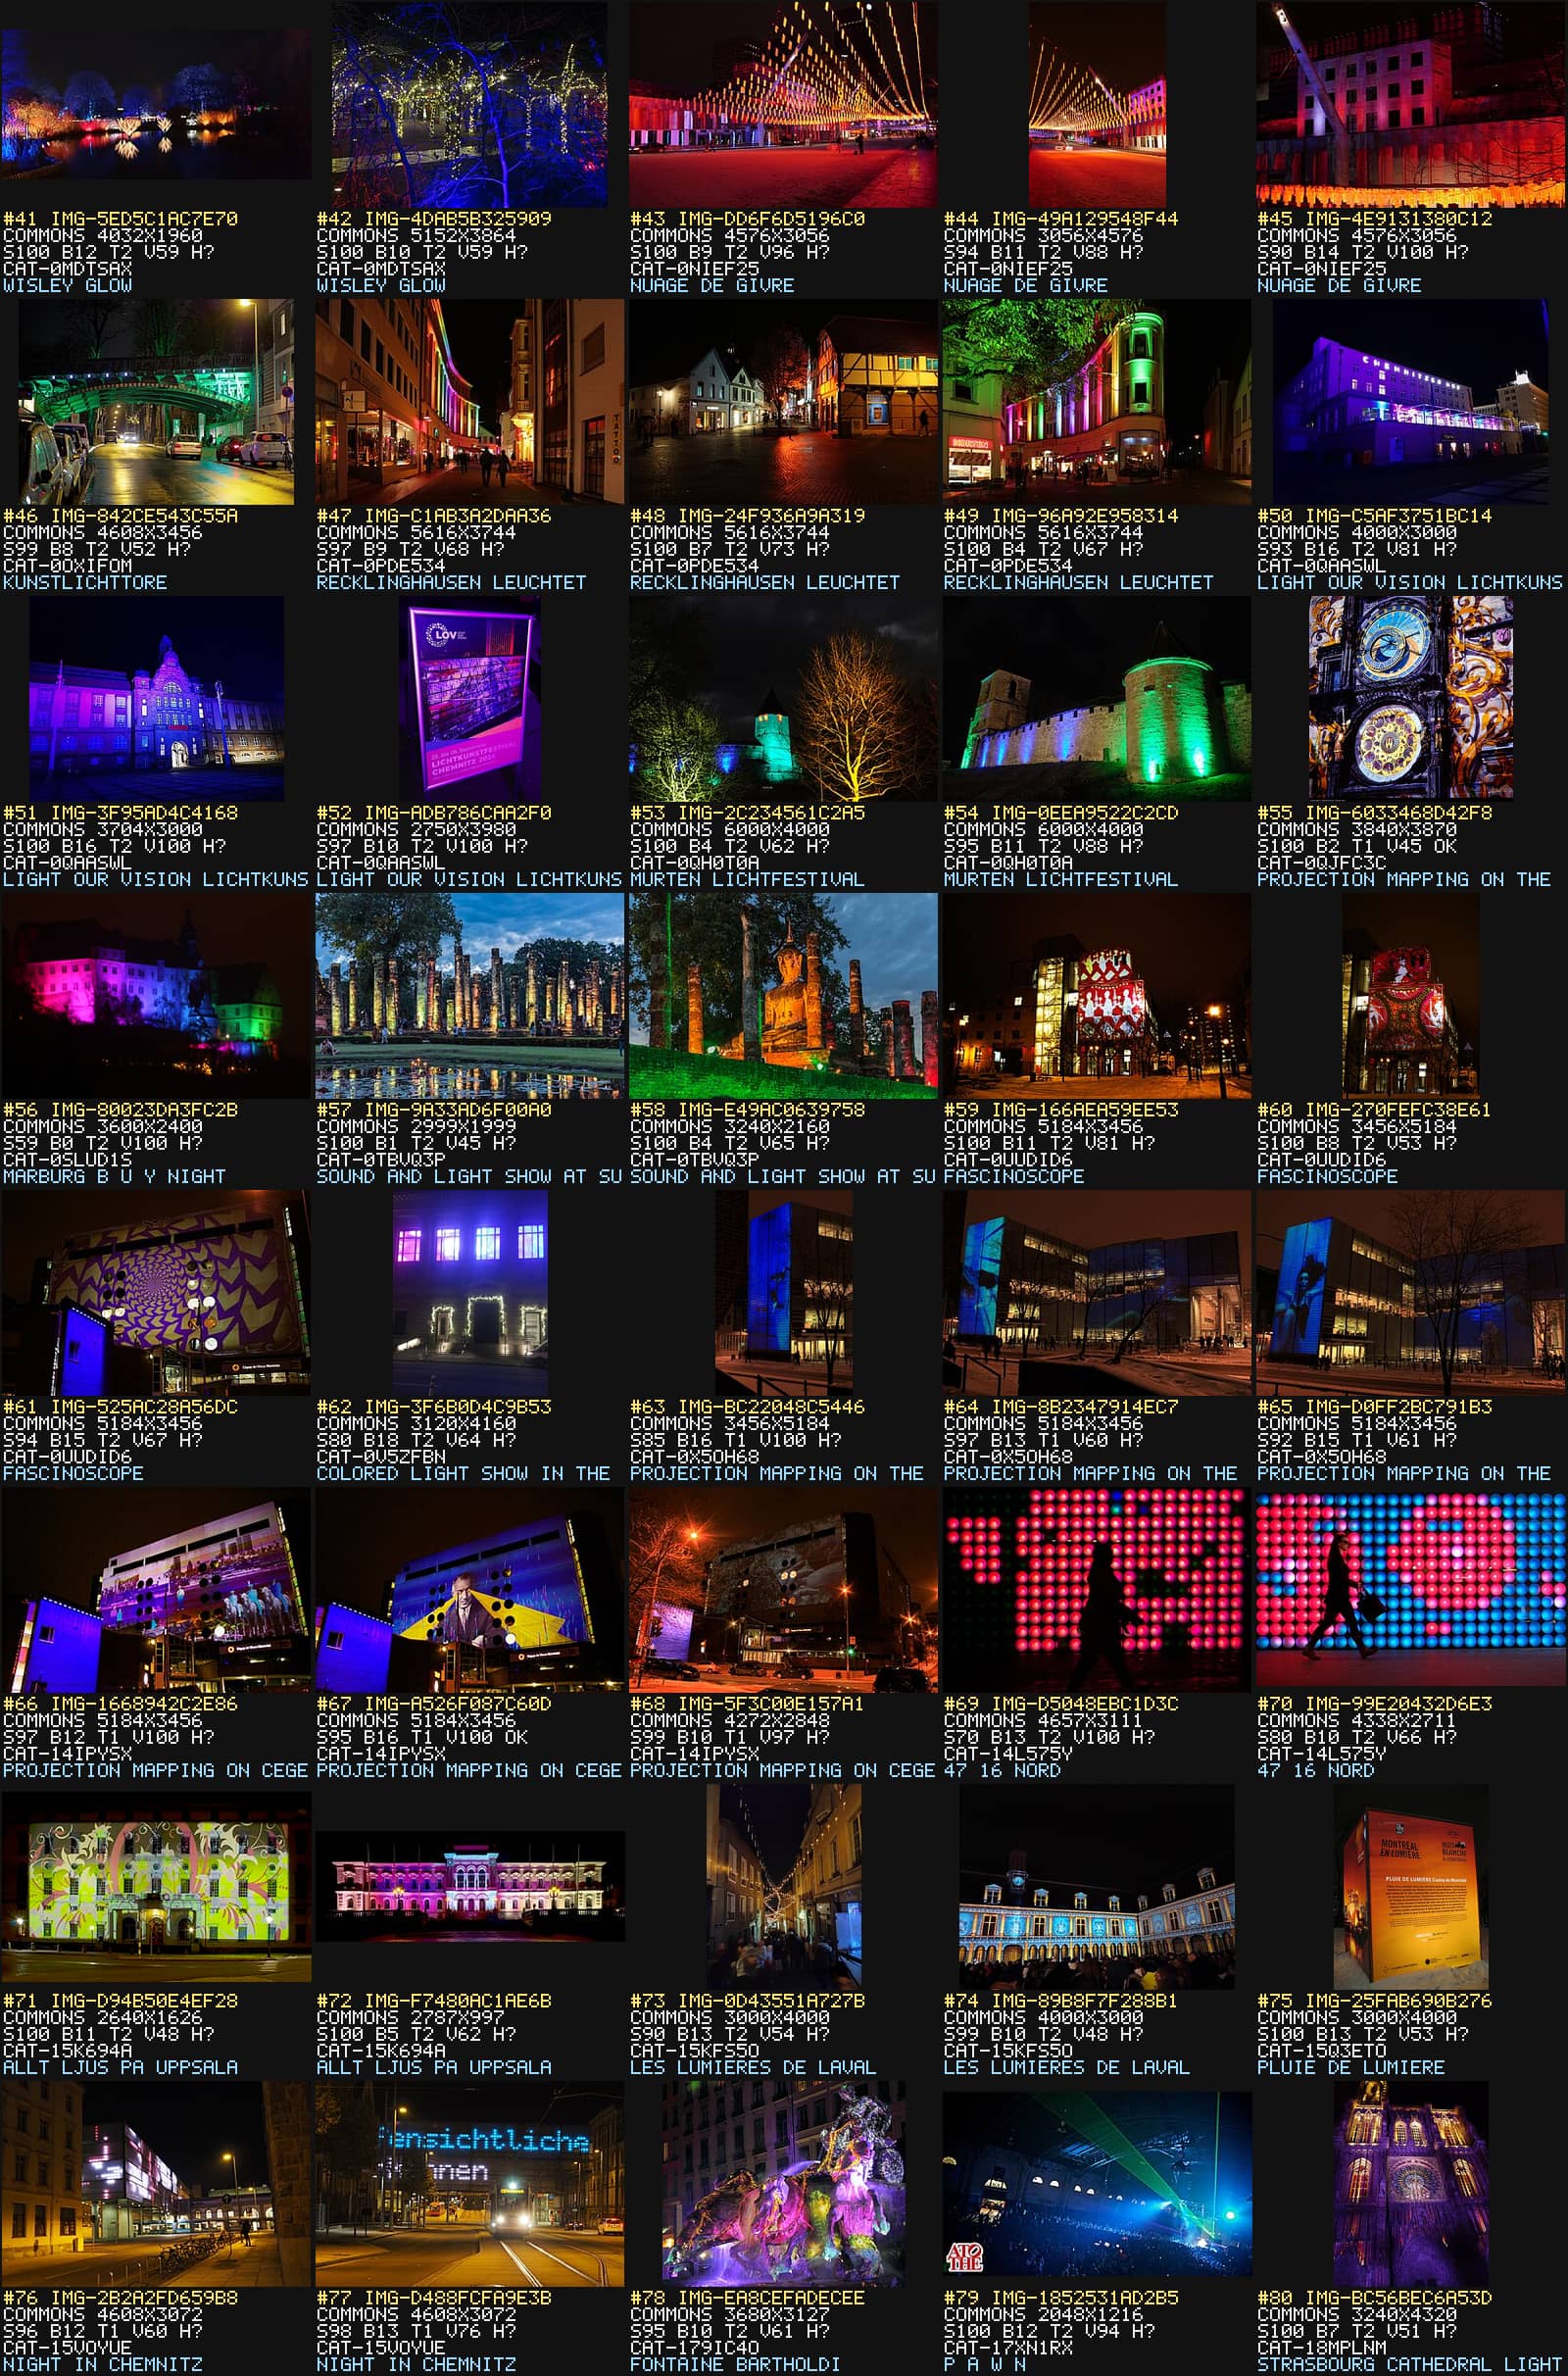 #41 IMG-5ED5C1AC7E70
COMMONS 4032X1960
S100 B12 T2 V59 H?
CAT-0MDTSAX
WISLEY GLOW
#42 IMG-4DAB5B325909
COMMONS 5152X3864
S100 B10 T2 V59 H?
CAT-0MDTSAX
WISLEY GLOW
#43 IMG-DD6F6D5196C0
COMMONS 4576X3056
S100 B9 T2 V96 H?
CAT-0NIEF25
NUAGE DE GIVRE
#44 IMG-49A129548F44
COMMONS 3056X4576
S94 B11 T2 V88 H?
CAT-0NIEF25
NUAGE DE GIVRE
#45 IMG-4E9131380C12
COMMONS 4576X3056
S90 B14 T2 V100 H?
CAT-0NIEF25
NUAGE DE GIVRE
#46 IMG-842CE543C55A
COMMONS 4608X3456
S99 B8 T2 V52 H?
CAT-0OXIFOM
KUNSTLICHTTORE
TATTOO
#47 IMG-C1AB3A2DAA36
COMMONS 5616X3744
S97 B9 T2 V68 H?
CAT-0PDE534
RECKLINGHAUSEN LEUCHTET
#48 IMG-24F936A9A319
COMMONS 5616X3744
S100 B7 T2 V73 H?
CAT-0PDE534
RECKLINGHAUSEN LEUCHTET
#49 IMG-96A92E958314
COMMONS 5616X3744
S100 B4 T2 V67 H?
CAT-0PDE534
RECKLINGHAUSEN LEUCHTET
#50 IMG-C5AF3751BC14
COMMONS 4000X3000
S93 B16 T2 V81 H?
CAT-0QAASWL
LIGHT OUR VISION LICHTKUNS
#51 IMG-3F95AD4C4168
COMMONS 3704X3000
S100 B16 T2 V100 H?
CAT-0QAASWL
LIGHT OUR VISION LICHTKUNS
LOV
LICHTKUNSTFESTIVAL
CHEMNITZ 2024
#52 IMG-ADB786CAA2F0
COMMONS 2750X3980
S97 B10 T2 V100 H?
CAT-0QAASWL
LIGHT OUR VISION LICHTKUNS
#53 IMG-2C234561C2A5
COMMONS 6000X4000
S100 B4 T2 V62 H?
CAT-0QH0T0A
MURTEN LICHTFESTIVAL
#54 IMG-0EEA9522C2CD
COMMONS 6000X4000
S95 B11 T2 V88 H?
CAT-0QH0T0A
MURTEN LICHTFESTIVAL
#55 IMG-6033468D42F8
COMMONS 3840X3870
S100 B2 T1 V45 OK
CAT-0QJFC3C
PROJECTION MAPPING ON THE
#56 IMG-80023DA3FC2B
COMMONS 3600X2400
S59 B0 T2 V100 H?
CAT-0SLUD1S
MARBURG B U Y NIGHT
#57 IMG-9A33AD6F00A0
COMMONS 2999X1999
S100 B1 T2 V45 H?
CAT-0TBVQ3P
SOUND AND LIGHT SHOW AT SU
#58 IMG-E49AC0639758
COMMONS 3240X2160
S100 B4 T2 V65 H?
CAT-0TBVQ3P
SOUND AND LIGHT SHOW AT SU
#59 IMG-166AEA59EE53
COMMONS 5184X3456
S100 B11 T2 V81 H?
CAT-0UUDID6
FASCINOSCOPE
#60 IMG-270FEFC38E61
COMMONS 3456X5184
S100 B8 T2 V53 H?
CAT-0UUDID6
FASCINOSCOPE
#61 IMG-525AC28A56DC
COMMONS 5184X3456
S94 B15 T2 V67 H?
CAT-0UUDID6
FASCINOSCOPE
#62 IMG-3F6B0D4C9B53
COMMONS 3120X4160
S80 B18 T2 V64 H?
CAT-0V5ZFBN
COLORED LIGHT SHOW IN THE
#63 IMG-BC22048C5446
COMMONS 3456X5184
S85 B16 T1 V100 H?
CAT-0X5OH68
PROJECTION MAPPING ON THE
#64 IMG-8B2347914EC7
COMMONS 5184X3456
S97 B13 T1 V60 H?
CAT-0X5OH68
PROJECTION MAPPING ON THE
#65 IMG-D0FF2BC791B3
COMMONS 5184X3456
S92 B15 T1 V61 H?
CAT-0X5OH68
PROJECTION MAPPING ON THE
#66 IMG-1668942C2E86
COMMONS 5184X3456
S97 B12 T1 V100 H?
CAT-14IPYSX
PROJECTION MAPPING ON CEGE
#67 IMG-A526F087C60D
COMMONS 5184X3456
S95 B16 T1 V100 OK
CAT-14IPYSX
PROJECTION MAPPING ON CEGE
#68 IMG-5F3C00E157A1
COMMONS 4272X2848
S99 B10 T1 V97 H?
CAT-14IPYSX
PROJECTION MAPPING ON CEGE
#69 IMG-D5048EBC1D3C
COMMONS 4657X3111
S70 B13 T2 V100 H?
CAT-14L575Y
47 16 NORD
#70 IMG-99E20432D6E3
COMMONS 4338X2711
S80 B10 T2 V66 H?
CAT-14L575Y
47 16 NORD
#71 IMG-D94B50E4EF28
COMMONS 2640X1626
S100 B11 T2 V48 H?
CAT-15K694A
ALLT LJUS PA UPPSALA
#72 IMG-F7480AC1AE6B
COMMONS 2787X997
S100 B5 T2 V62 H?
CAT-15K694A
ALLT LJUS PA UPPSALA
#73 IMG-0D43551A727B
COMMONS 3000X4000
S90 B13 T2 V54 H?
CAT-15KFS5O
LES LUMIERES DE LAVAL
#74 IMG-89B8F7F288B1
COMMONS 4000X3000
S99 B10 T2 V48 H?
CAT-15KFS5O
LES LUMIERES DE LAVAL
MONTRÉAL
EN LUMIÈRE
PLUIE DE LUMIÈRE
#75 IMG-25FAB690B276
COMMONS 3000X4000
S100 B13 T2 V53 H?
CAT-15Q3ETO
PLUIE DE LUMIERE
#76 IMG-2B2A2FD659B8
COMMONS 4608X3072
S96 B12 T1 V60 H?
CAT-15VOYUE
NIGHT IN CHEMNITZ
ensichtliche
nnen
#77 IMG-D488FCFA9E3B
COMMONS 4608X3072
S98 B13 T1 V76 H?
CAT-15VOYUE
NIGHT IN CHEMNITZ
#78 IMG-EA8CEFADECEE
COMMONS 3680X3127
S95 B10 T2 V61 H?
CAT-179IC4O
FONTAINE BARTHOLDI
#79 IMG-1852531AD2B5
COMMONS 2048X1216
S100 B12 T2 V94 H?
CAT-17XN1RX
P A W N
#80 IMG-BC56BEC6A53D
COMMONS 3240X4320
S100 B7 T2 V51 H?
CAT-18MPLNM
STRASBOURG CATHEDRAL LIGHT